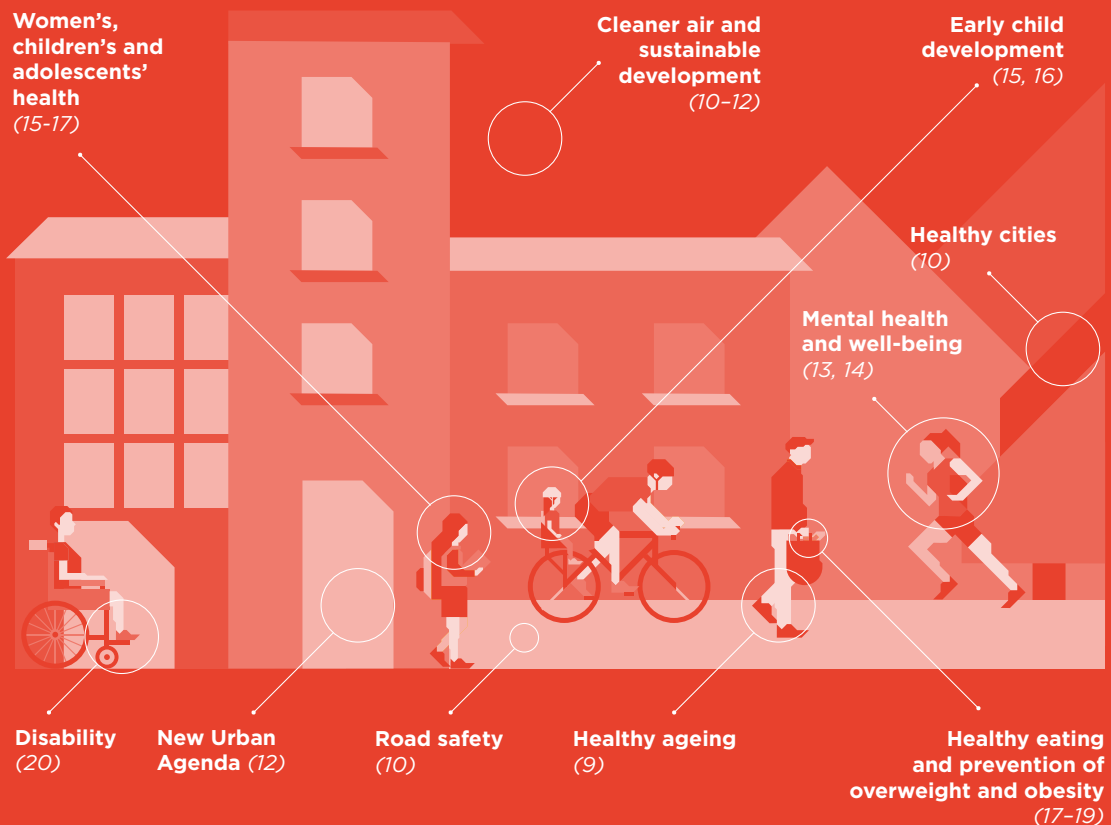 Women's,
children's and
adolescents'
health
(15-17)
Cleaner air and
sustainable
development
(10–12)
Early child
development
(15, 16)
Healthy cities
(10)
Mental health
and well-being
(13, 14)
Disability
(20)
New Urban
Agenda (12)
Road safety
(10)
Healthy ageing
(9)
Healthy eating
and prevention of
overweight and obesity
(17–19)